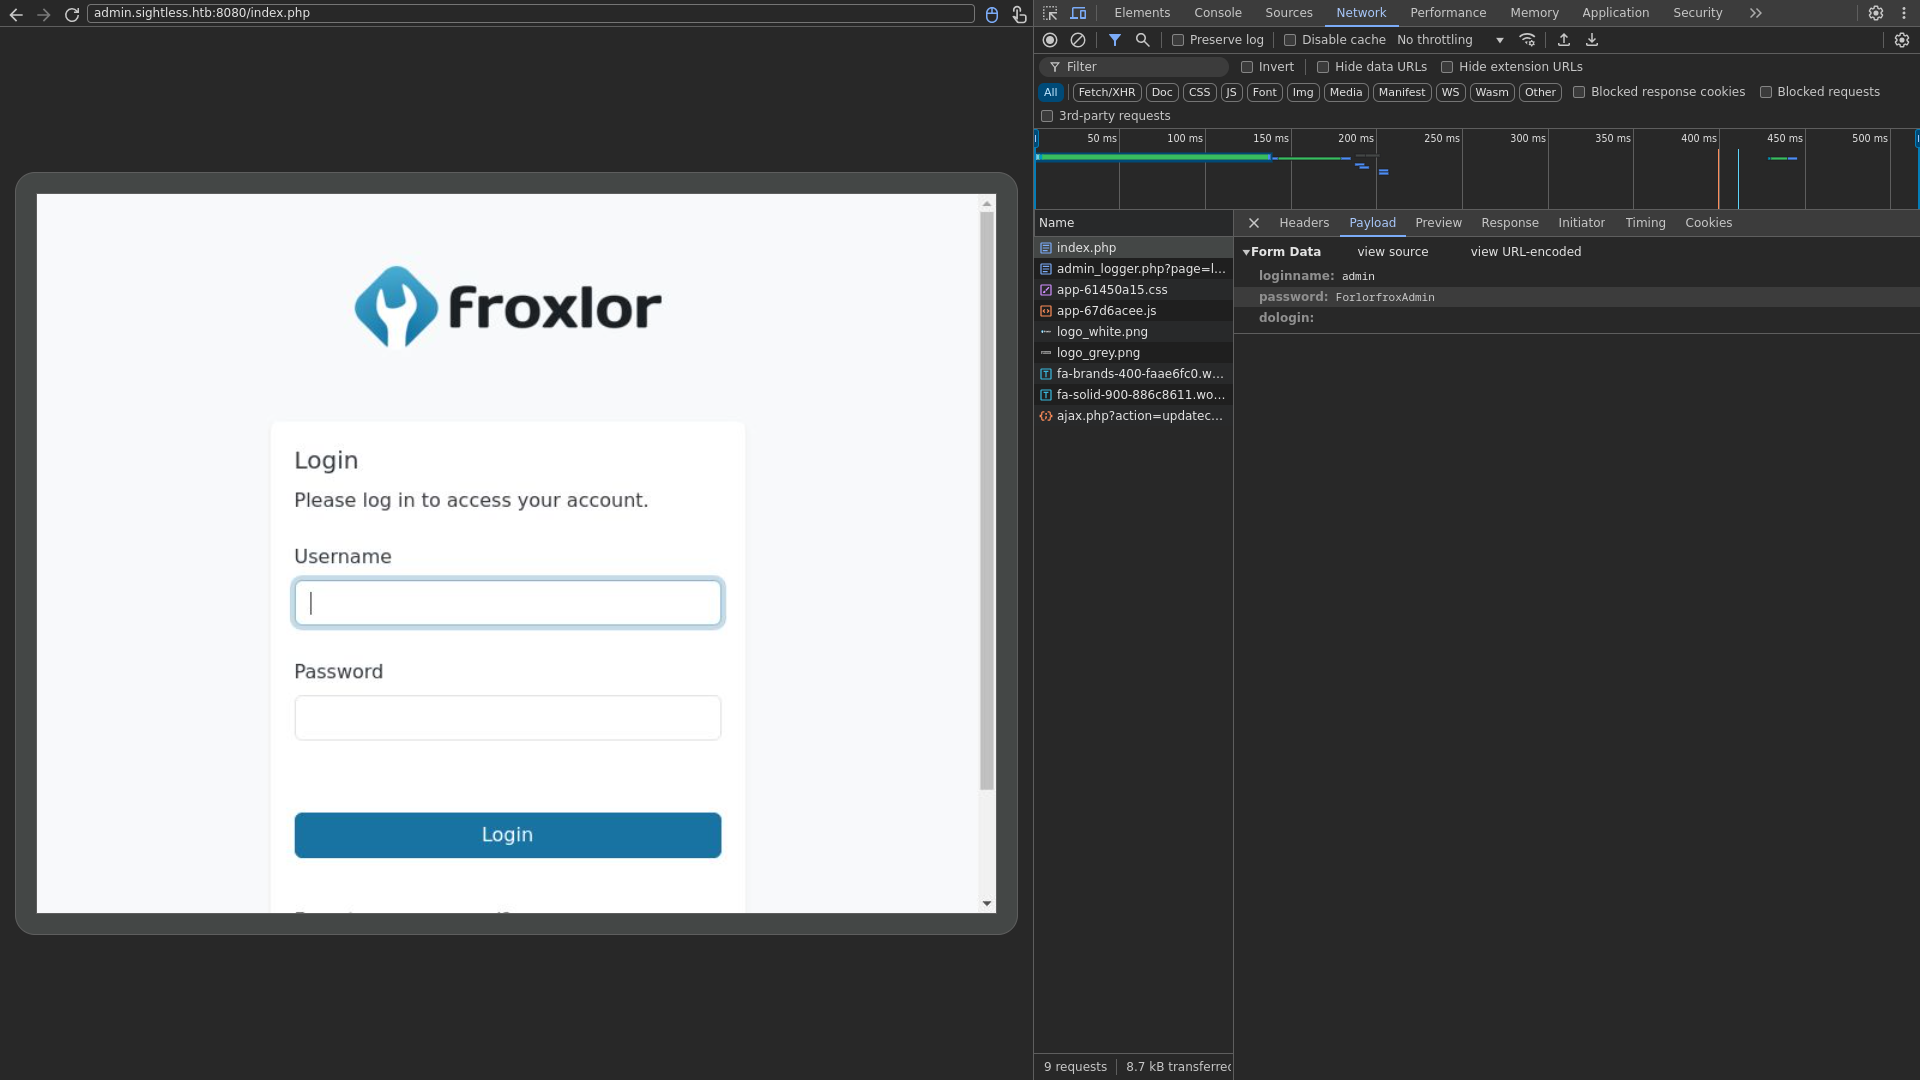 admin.sightless.htb:8080/index.php
froxlor
Login
Please log in to access your account.
Username
Password
Login
Elements Console Sources Network Performance Memory Application Security
Preserve log Disable cache No throttling
Filter Invert Hide data URLs Hide extension URLs
All Fetch/XHR Doc CSS JS Font Img Media Manifest WS Wasm Other Blocked response cookies Blocked requests
3rd-party requests
50 ms 100 ms 150 ms 200 ms 250 ms 300 ms 350 ms 400 ms 450 ms 500 ms
Name
index.php
admin_logger.php?page=l...
app-61450a15.css
app-67d6acee.js
logo_white.png
logo_grey.png
fa-brands-400-faae6fc0.w...
fa-solid-900-886c8611.wo...
ajax.php?action=updatec...
9 requests 8.7 kB transferred
Headers Payload Preview Response Initiator Timing Cookies
Form Data view source view URL-encoded
loginname: admin
password: ForlorfroxAdmin
dologin: